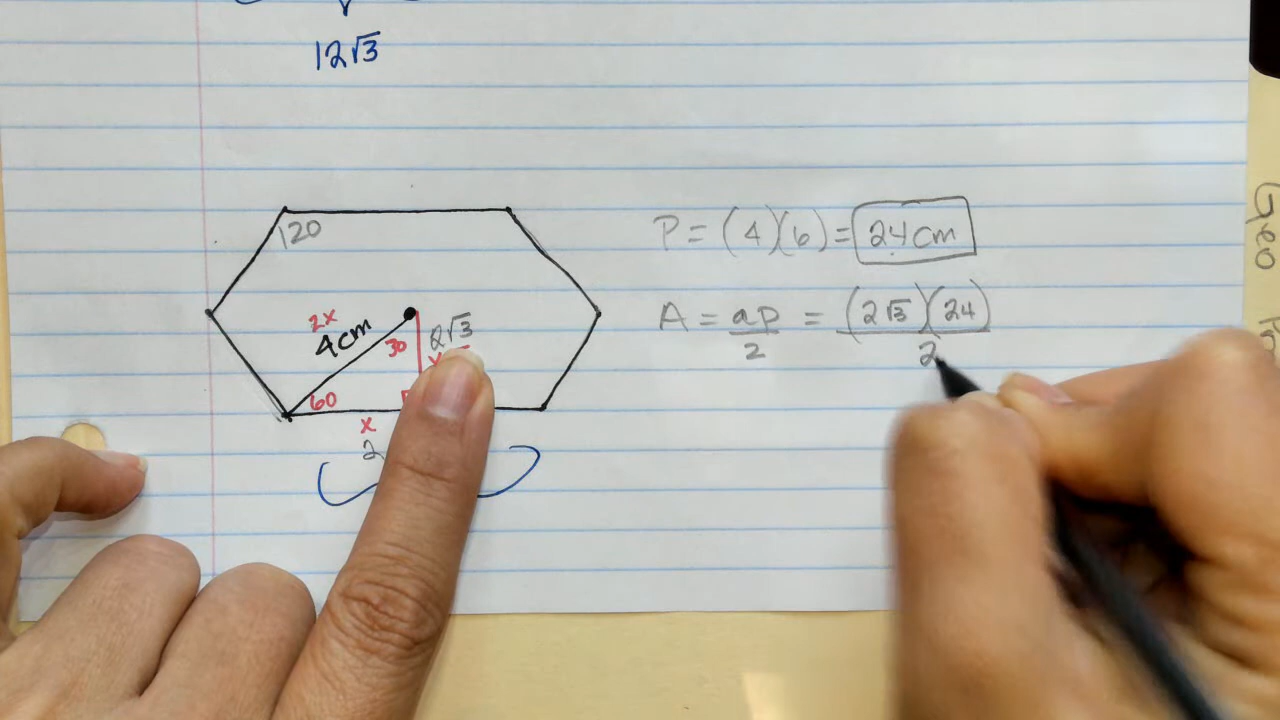 12√3
120
P = (4)(6) = 24cm
2x
4cm
30
2√3
x
60
x
2
A = ap/2 = (2√3)(24)/2
Geo